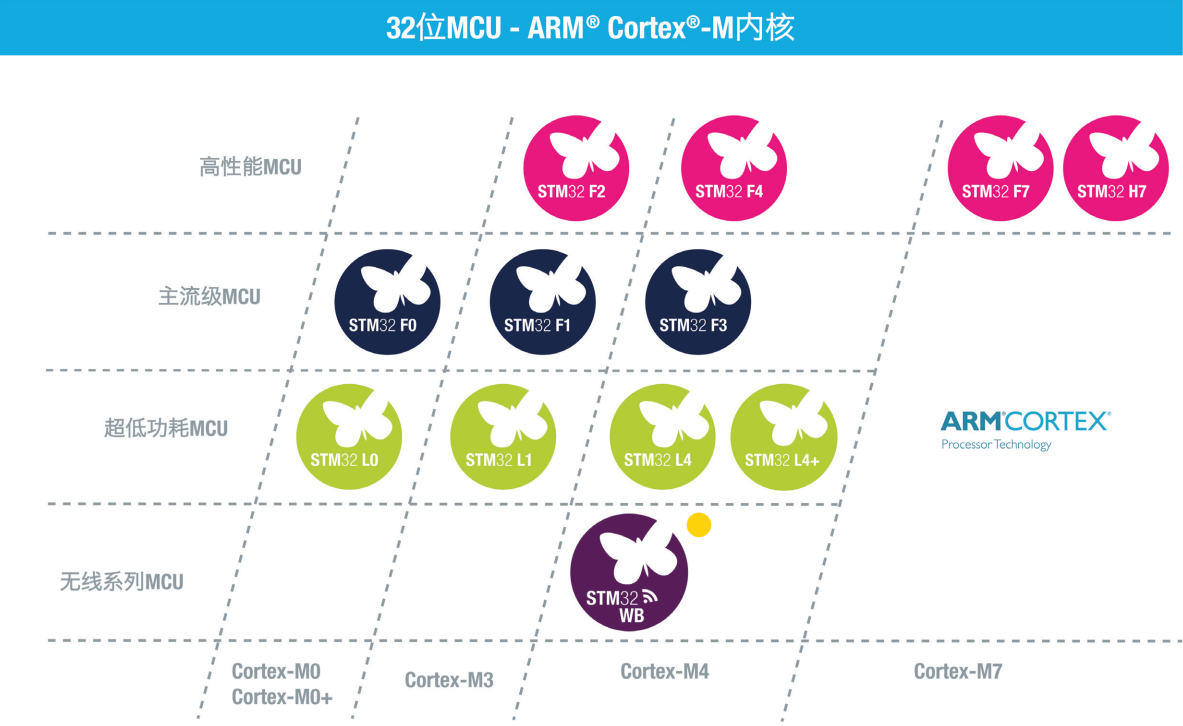 32位MCU - ARM® Cortex®-M内核
高性能MCU
STM32 F2
STM32 F4
STM32 F7
STM32 H7
主流级MCU
STM32 F0
STM32 F1
STM32 F3
超低功耗MCU
STM32 L0
STM32 L1
STM32 L4
STM32 L4+
ARM®CORTEX®
Processor Technology
无线系列MCU
STM32
WB
Cortex-M0
Cortex-M0+
Cortex-M3
Cortex-M4
Cortex-M7